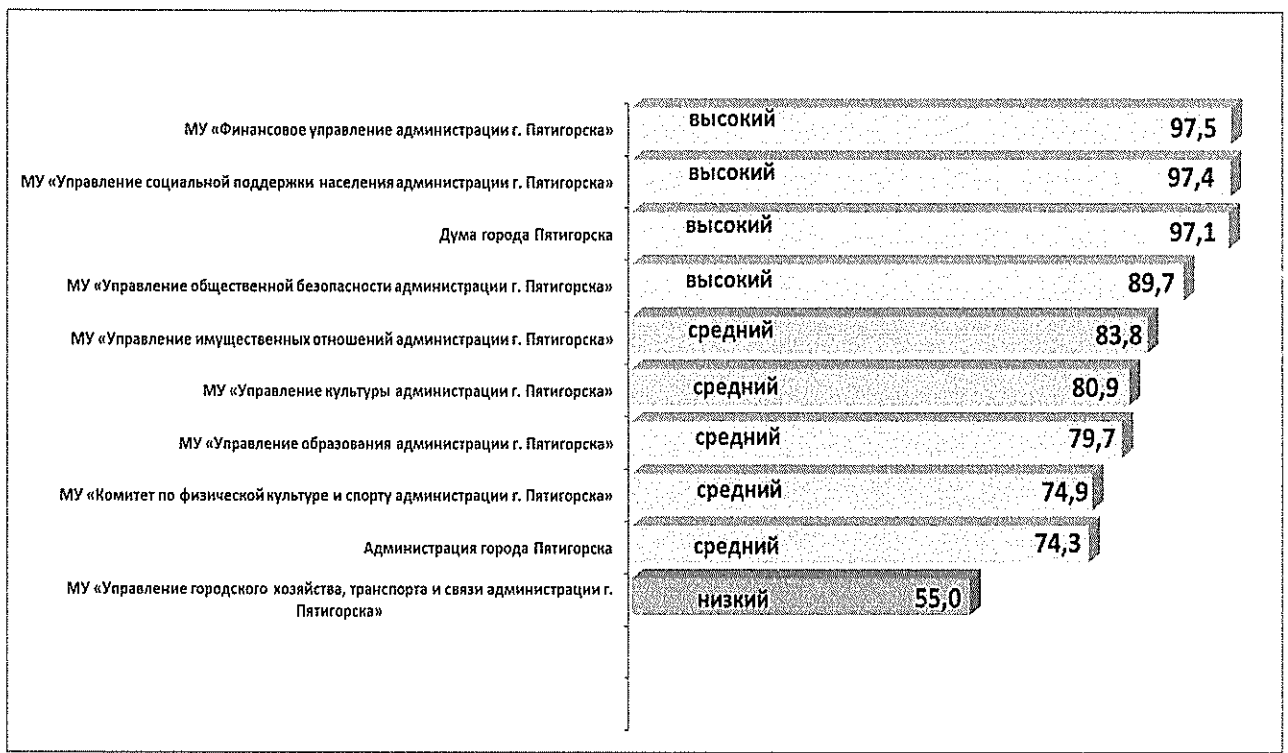 МУ «Финансовое управление администрации г. Пятигорска» высокий 97,5
МУ «Управление социальной поддержки населения администрации г. Пятигорска» высокий 97,4
Дума города Пятигорска высокий 97,1
МУ «Управление общественной безопасности администрации г. Пятигорска» высокий 89,7
МУ «Управление имущественных отношений администрации г. Пятигорска» средний 83,8
МУ «Управление культуры администрации г. Пятигорска» средний 80,9
МУ «Управление образования администрации г. Пятигорска» средний 79,7
МУ «Комитет по физической культуре и спорту администрации г. Пятигорска» средний 74,9
Администрация города Пятигорска средний 74,3
МУ «Управление городского хозяйства, транспорта и связи администрации г.
Пятигорска» низкий 55,0